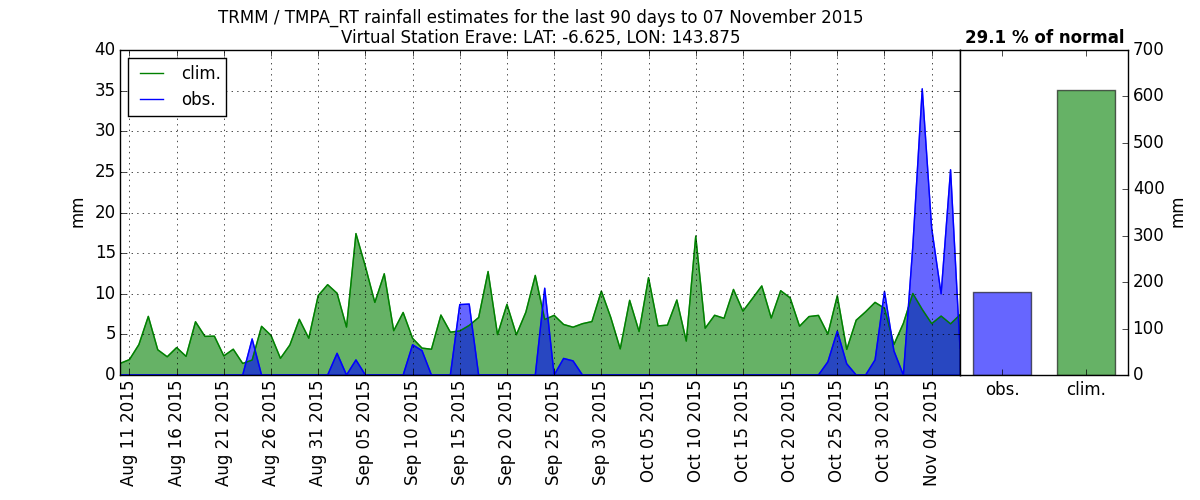 TRMM / TMPA_RT rainfall estimates for the last 90 days to 07 November 2015
Virtual Station Erave: LAT: -6.625, LON: 143.875
29.1 % of normal
clim.
obs.
40
35
30
25
20
15
10
5
0
mm
Aug 11 2015
Aug 16 2015
Aug 21 2015
Aug 26 2015
Aug 31 2015
Sep 05 2015
Sep 10 2015
Sep 15 2015
Sep 20 2015
Sep 25 2015
Sep 30 2015
Oct 05 2015
Oct 10 2015
Oct 15 2015
Oct 20 2015
Oct 25 2015
Oct 30 2015
Nov 04 2015
obs.
clim.
700
600
500
400
300
200
100
0
mm